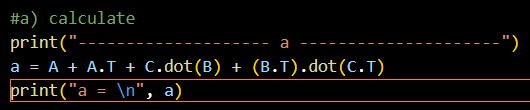 #a) calculate
print("------------------- a --------------------")
a = A + A.T + C.dot(B) + (B.T).dot(C.T)
print("a = \n", a)